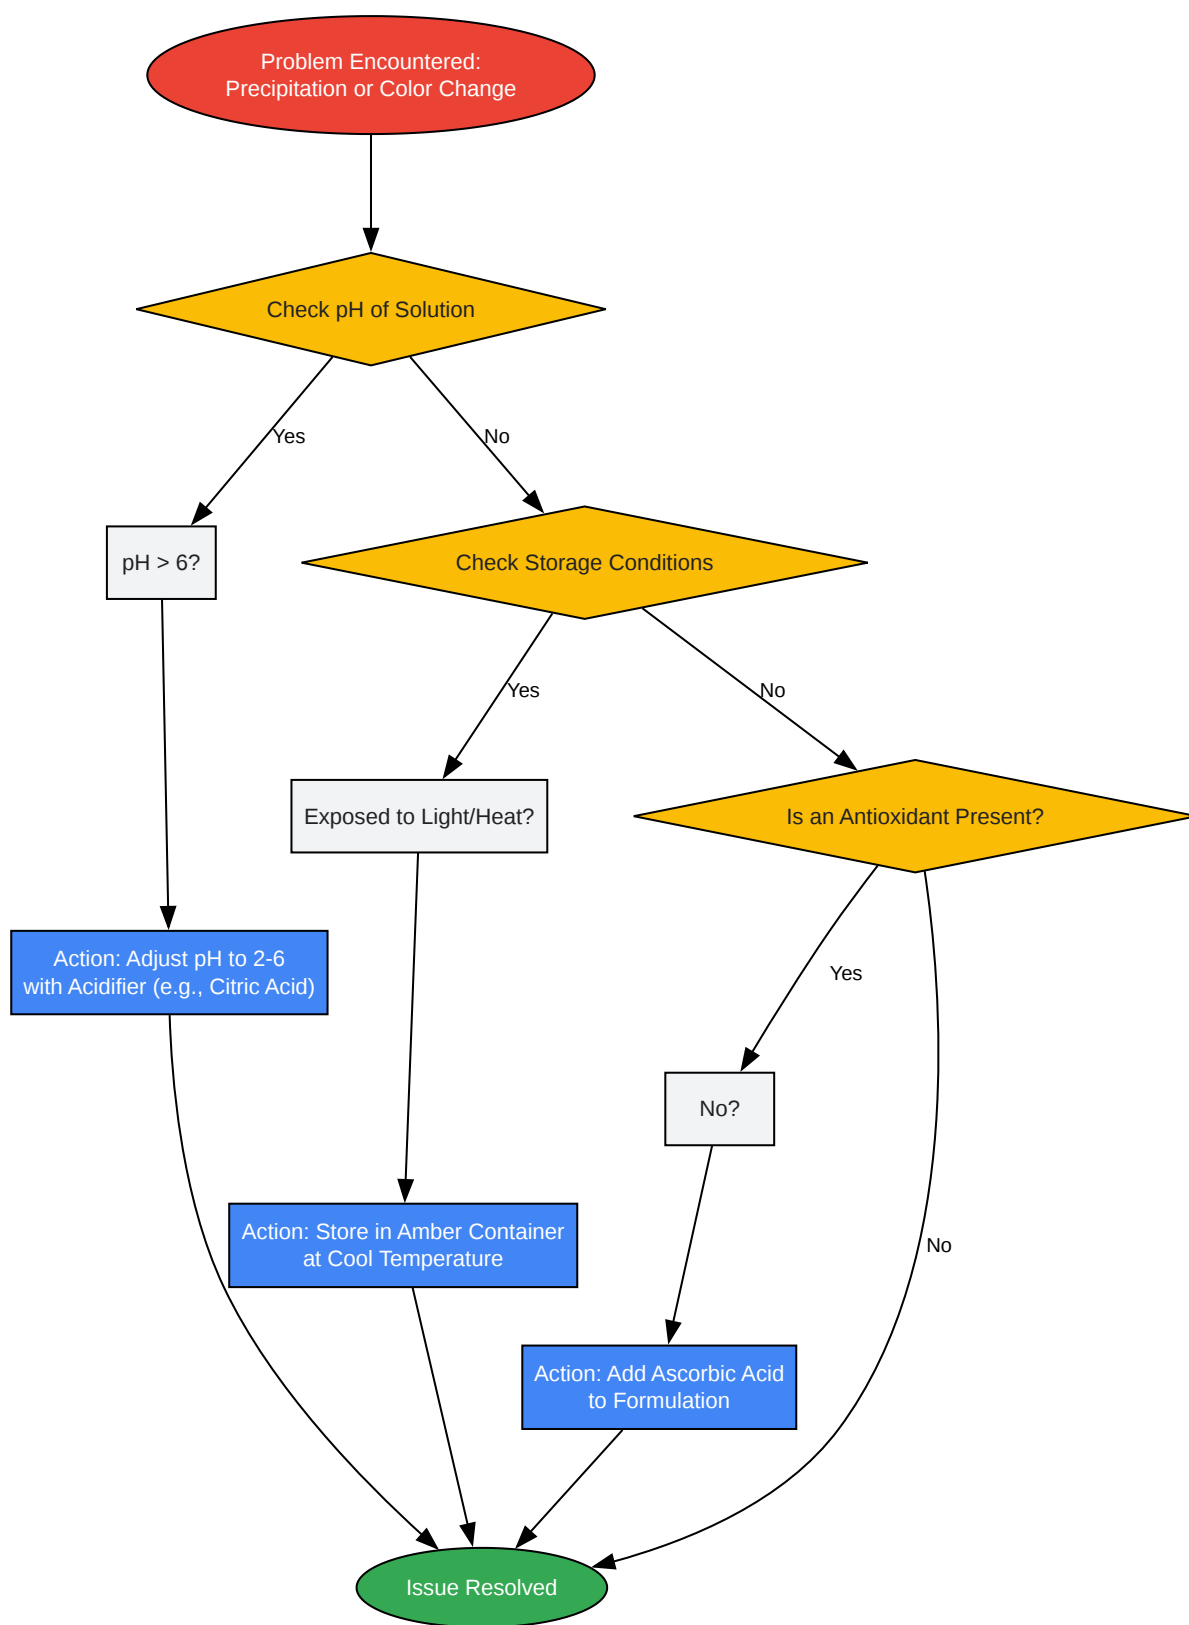 Problem Encountered:
Precipitation or Color Change
Check pH of Solution
Yes
No
pH > 6?
Check Storage Conditions
Yes
No
Exposed to Light/Heat?
Is an Antioxidant Present?
Action: Adjust pH to 2-6
with Acidifier (e.g., Citric Acid)
Yes
No?
Action: Store in Amber Container
at Cool Temperature
No
Action: Add Ascorbic Acid
to Formulation
Issue Resolved